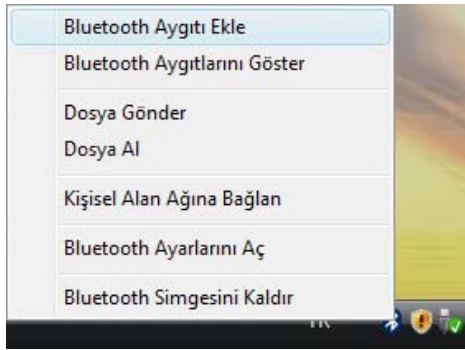 Bluetooth Aygıtı Ekle
Bluetooth Aygıtlarını Göster
Dosya Gönder
Dosya Al
Kişisel Alan Ağına Bağlan
Bluetooth Ayarlarını Aç
Bluetooth Simgesini Kaldır